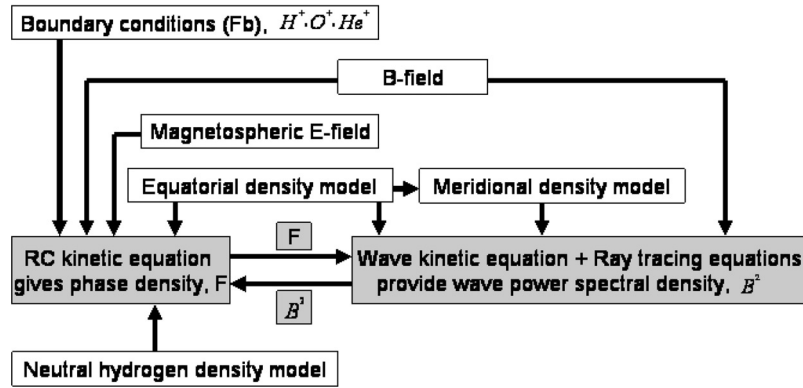 Boundary conditions (Fb), H⁺,O⁺,He⁺
B-field
Magnetospheric E-field
Equatorial density model
Meridional density model
RC kinetic equation
gives phase density, F
F
B²
Wave kinetic equation + Ray tracing equations
provide wave power spectral density, B²
Neutral hydrogen density model